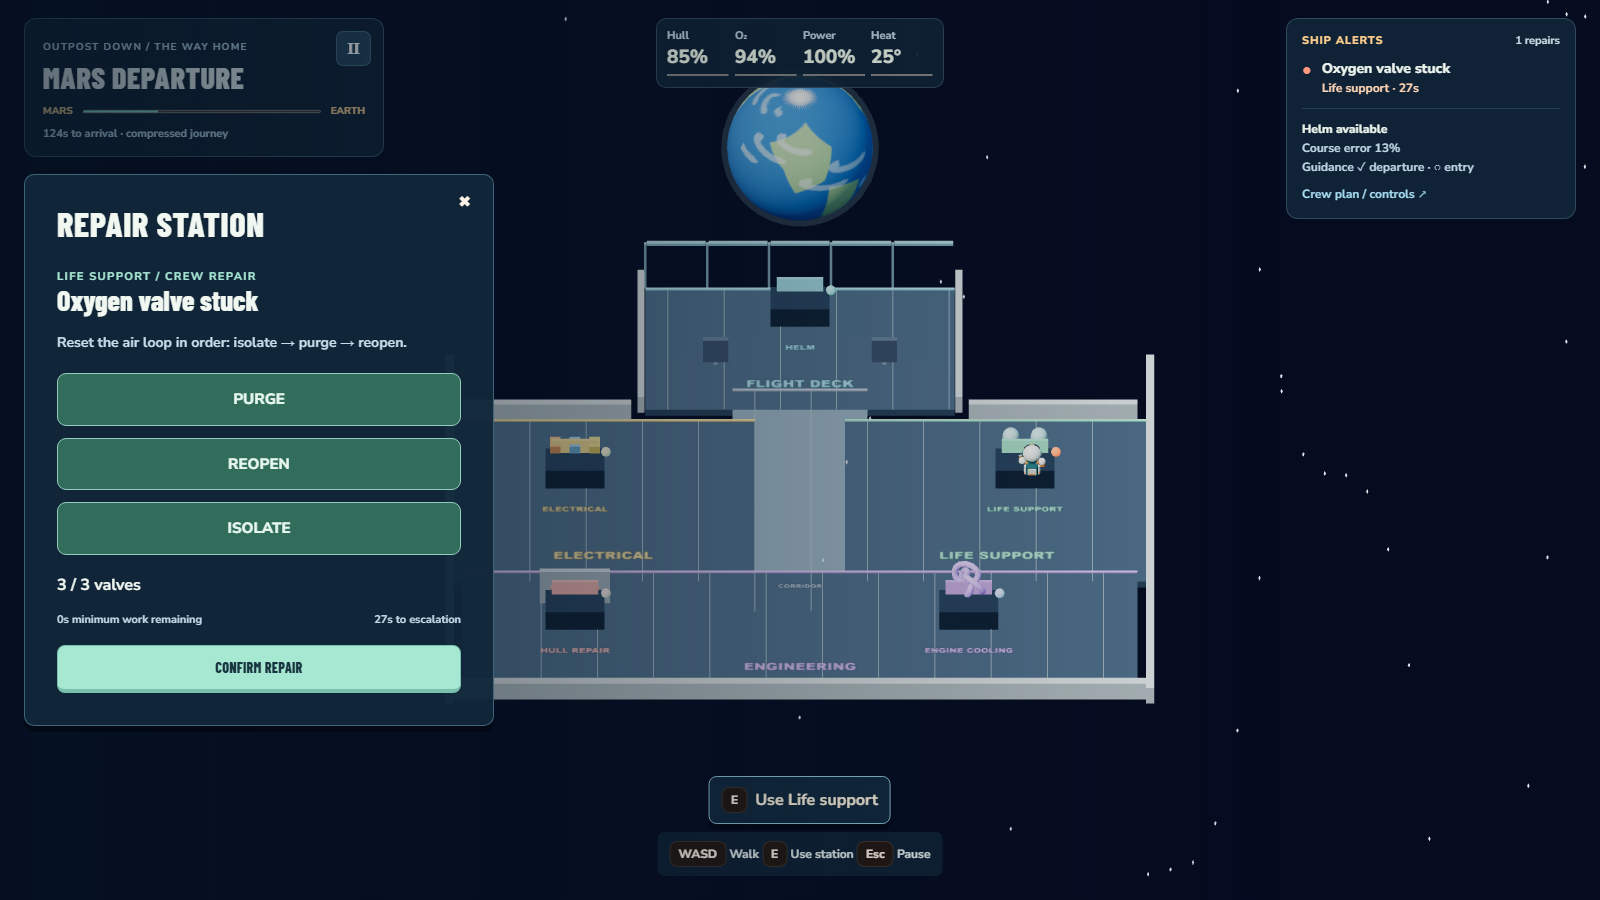 OUTPOST DOWN / THE WAY HOME
MARS DEPARTURE
II
MARS
EARTH
124s to arrival · compressed journey
Hull
85%
O₂
94%
Power
100%
Heat
25°
SHIP ALERTS
1 repairs
Oxygen valve stuck
Life support · 27s
Helm available
Course error 13%
Guidance ✓ departure · ○ entry
Crew plan / controls ↗
REPAIR STATION
✖
LIFE SUPPORT / CREW REPAIR
Oxygen valve stuck
Reset the air loop in order: isolate → purge → reopen.
PURGE
REOPEN
ISOLATE
3 / 3 valves
0s minimum work remaining
27s to escalation
CONFIRM REPAIR
HELM
FLIGHT DECK
ELECTRICAL
ELECTRICAL
LIFE SUPPORT
LIFE SUPPORT
CORRIDOR
HULL REPAIR
ENGINE COOLING
ENGINEERING
E Use Life support
WASD Walk E Use station Esc Pause